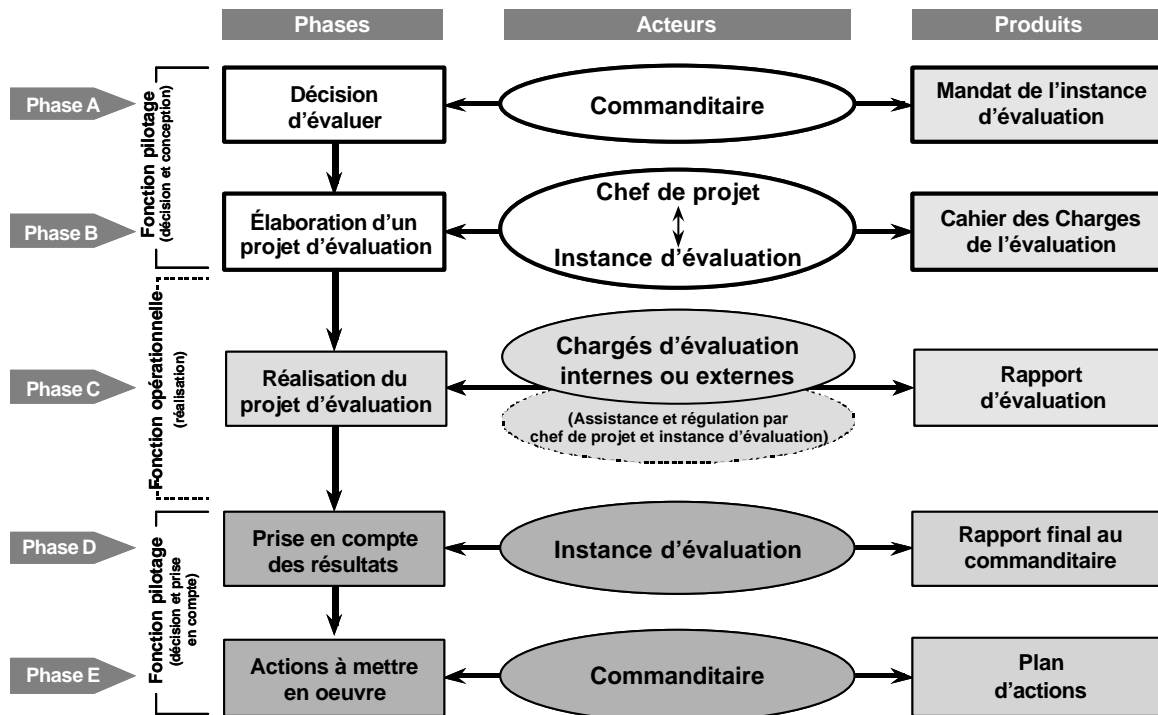 Phases
Acteurs
Produits
Phase A
Fonction pilotage
(décision et conception)
Décision
d'évaluer
Commanditaire
Mandat de l'instance
d'évaluation
Phase B
Élaboration d'un
projet d'évaluation
Chef de projet
Instance d'évaluation
Cahier des Charges
de l'évaluation
Phase C
Fonction opérationnelle
(réalisation)
Réalisation du
projet d'évaluation
Chargés d'évaluation
internes ou externes
(Assistance et régulation par
chef de projet et instance d'évaluation)
Rapport
d'évaluation
Phase D
Fonction pilotage
(décision et prise
en compte)
Prise en compte
des résultats
Instance d'évaluation
Rapport final au
commanditaire
Phase E
Actions à mettre
en oeuvre
Commanditaire
Plan
d'actions